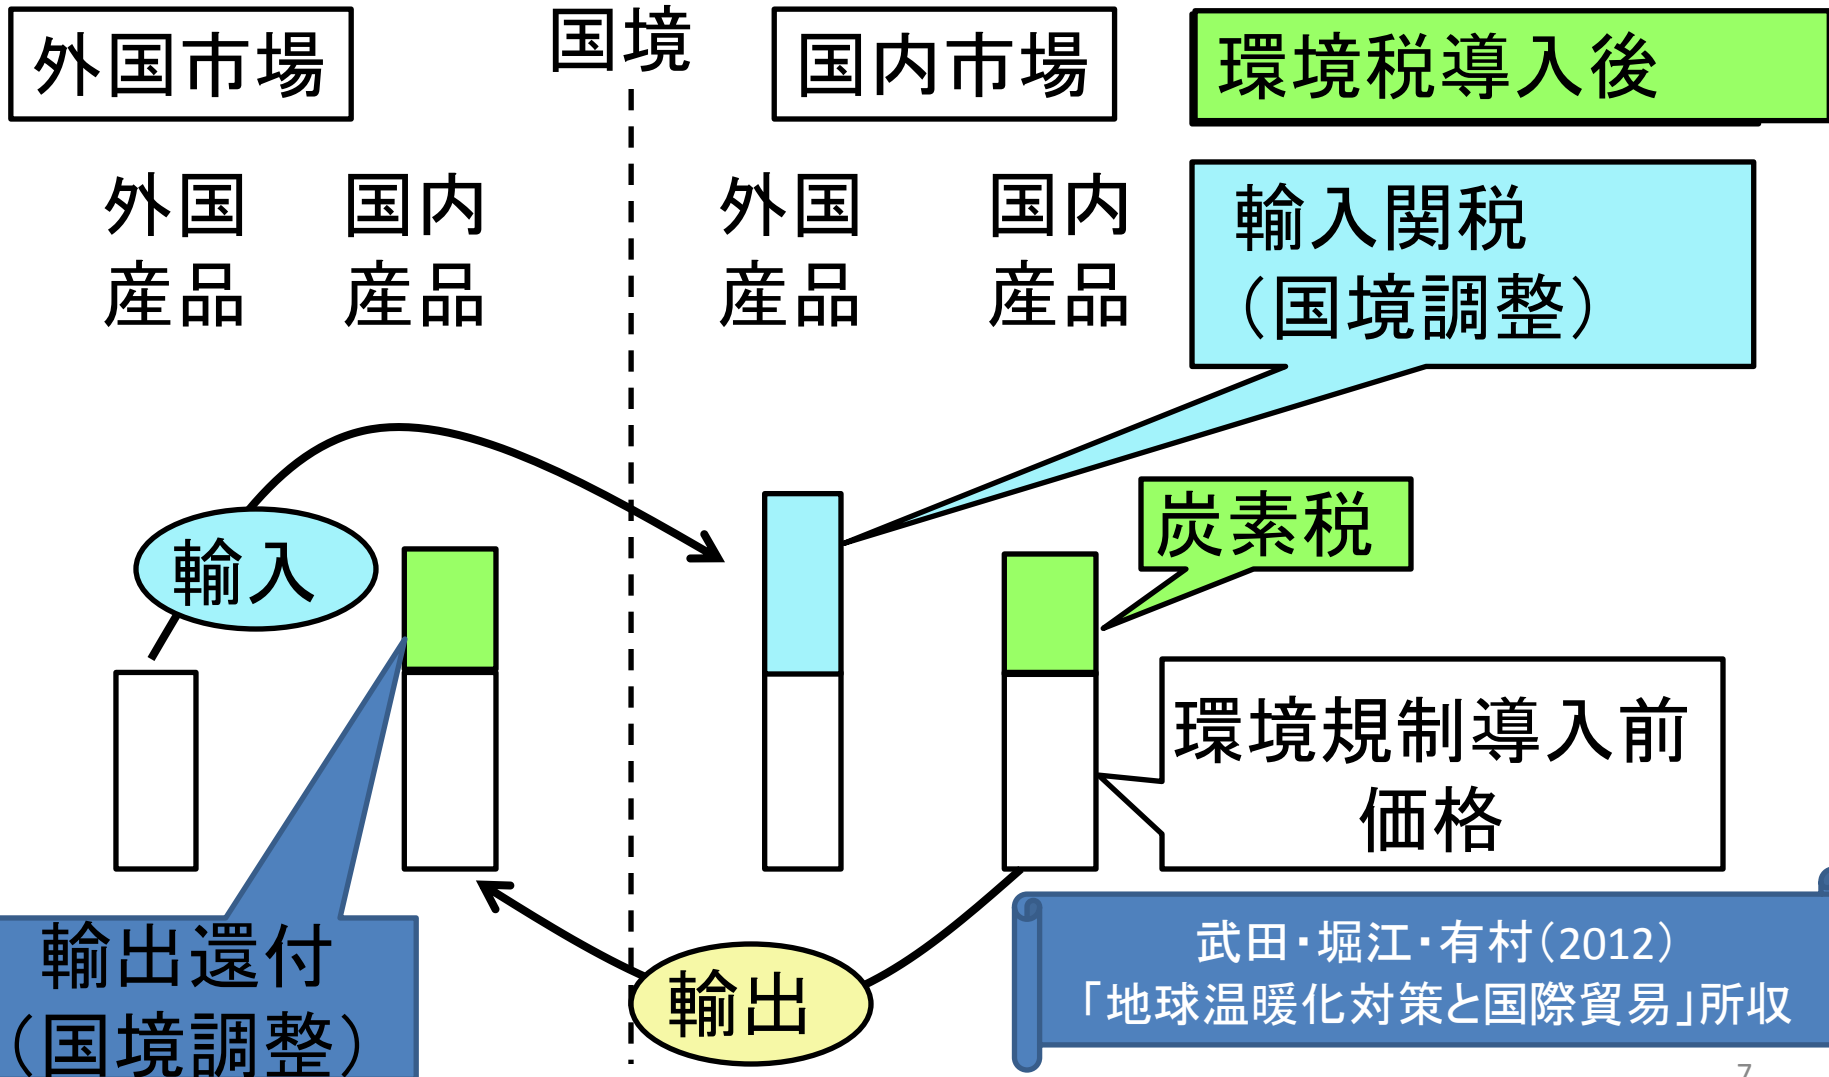 外国市場
国境
国内市場
環境税導入後
外国
産品
国内
産品
外国
産品
国内
産品
輸入関税
（国境調整）
輸入
炭素税
環境規制導入前
価格
輸出還付
（国境調整）
輸出
武田・堀江・有村（2012）
「地球温暖化対策と国際貿易」所収
7